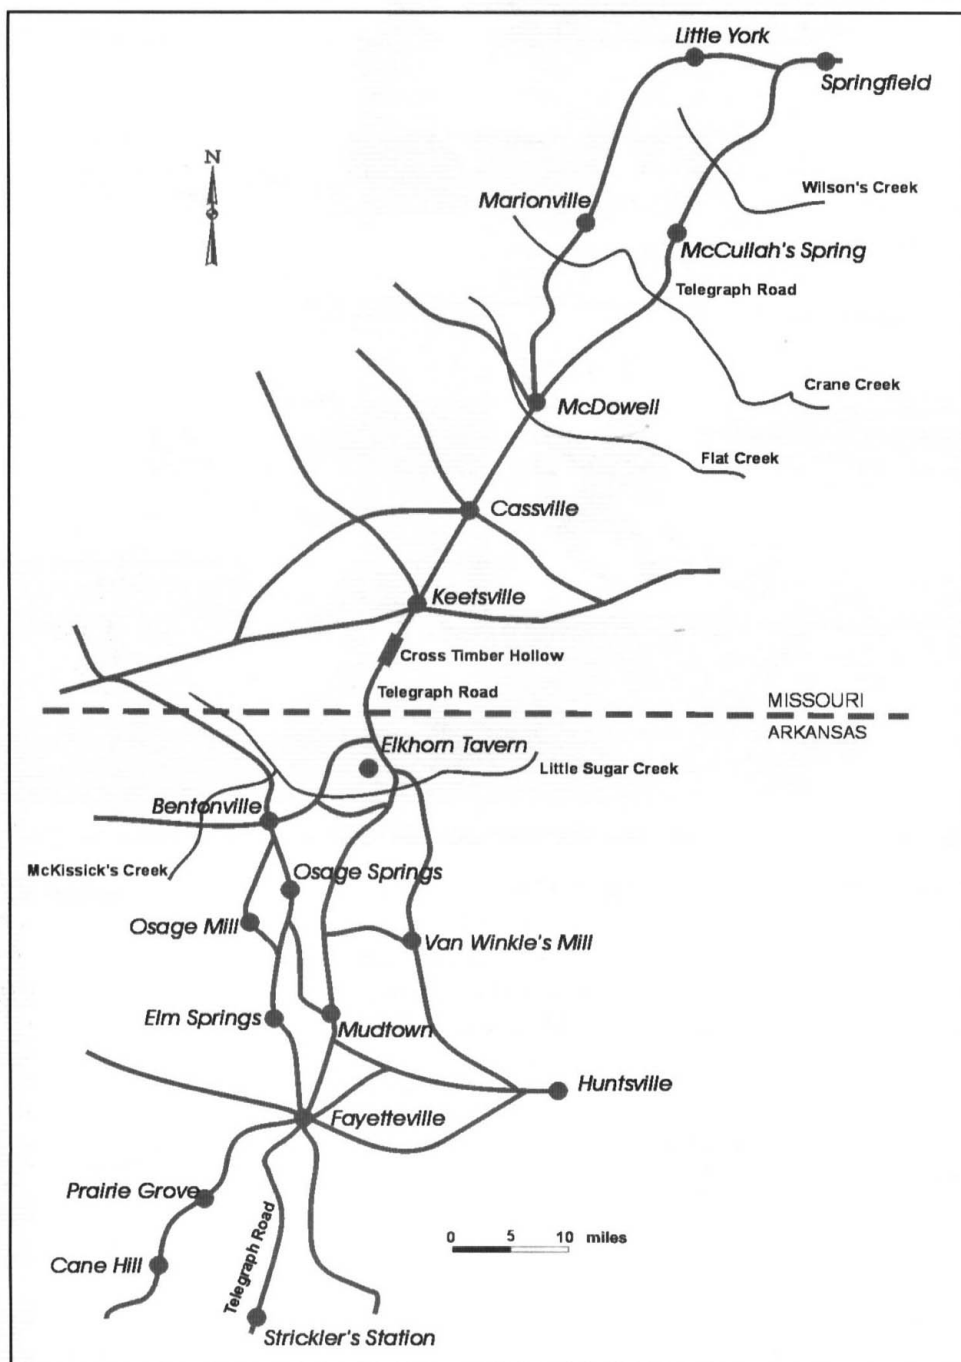 Little York
Springfield
N
Wilson's Creek
Marionville
McCullah's Spring
Telegraph Road
Crane Creek
McDowell
Flat Creek
Cassville
Keetsville
Cross Timber Hollow
Telegraph Road
MISSOURI
ARKANSAS
Elkhorn Tavern
Little Sugar Creek
Bentonville
McKissick's Creek
Osage Springs
Osage Mill
Van Winkle's Mill
Elm Springs
Mudtown
Huntsville
Fayetteville
Prairie Grove
Telegraph Road
0 5 10 miles
Cane Hill
Strickler's Station